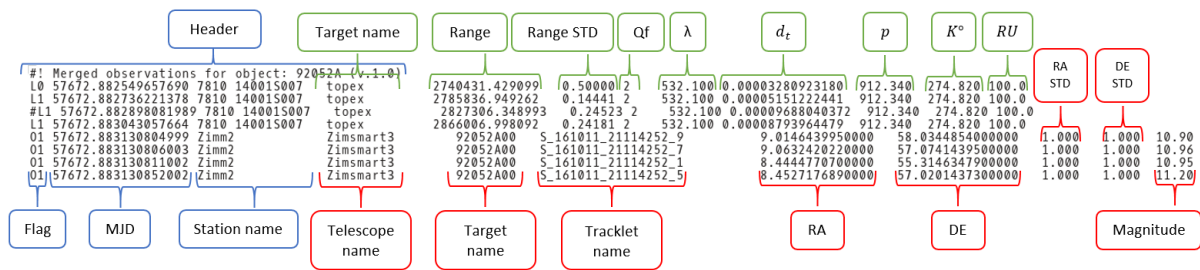 Header Target name Range Range STD Qf λ d_t p K° RU
RA STD DE STD
#! Merged observations for object: 92052A (v.1.0)
L0 57672.882549657690 7810 14001S007 topex 2740431.429099 0.50000 532.100 0.00003280923180 912.340 274.820 100.0
L1 57672.882736221378 7810 14001S007 topex 2785836.949262 0.14441 2 532.100 0.00005151222441 912.340 274.820 100.0
#L1 57672.882898081989 7810 14001S007 topex 2827306.348993 0.24523 2 532.100 0.00009688040372 912.340 274.820 100.0
L1 57672.883043057664 7810 14001S007 topex 2866006.998092 0.24181 2 532.100 0.00008793964479 912.340 274.820 100.0
O1 57672.883130804999 Zimm2 Zimsmart3 92052A00 S_161011_21114252_9 9.0146439950000 58.0344854000000 1.000 1.000 10.90
O1 57672.883130806003 Zimm2 Zimsmart3 92052A00 S_161011_21114252_7 9.0632420220000 57.0741439000000 1.000 1.000 10.96
O1 57672.883130811002 Zimm2 Zimsmart3 92052A00 S_161011_21114252_1 8.4444770700000 55.3146347900000 1.000 1.000 10.95
O1 57672.883130852002 Zimm2 Zimsmart3 92052A00 S_161011_21114252_5 8.4527176890000 57.0201437300000 1.000 1.000 11.20
Flag MJD Station name Telescope name Target name Tracklet name RA DE Magnitude